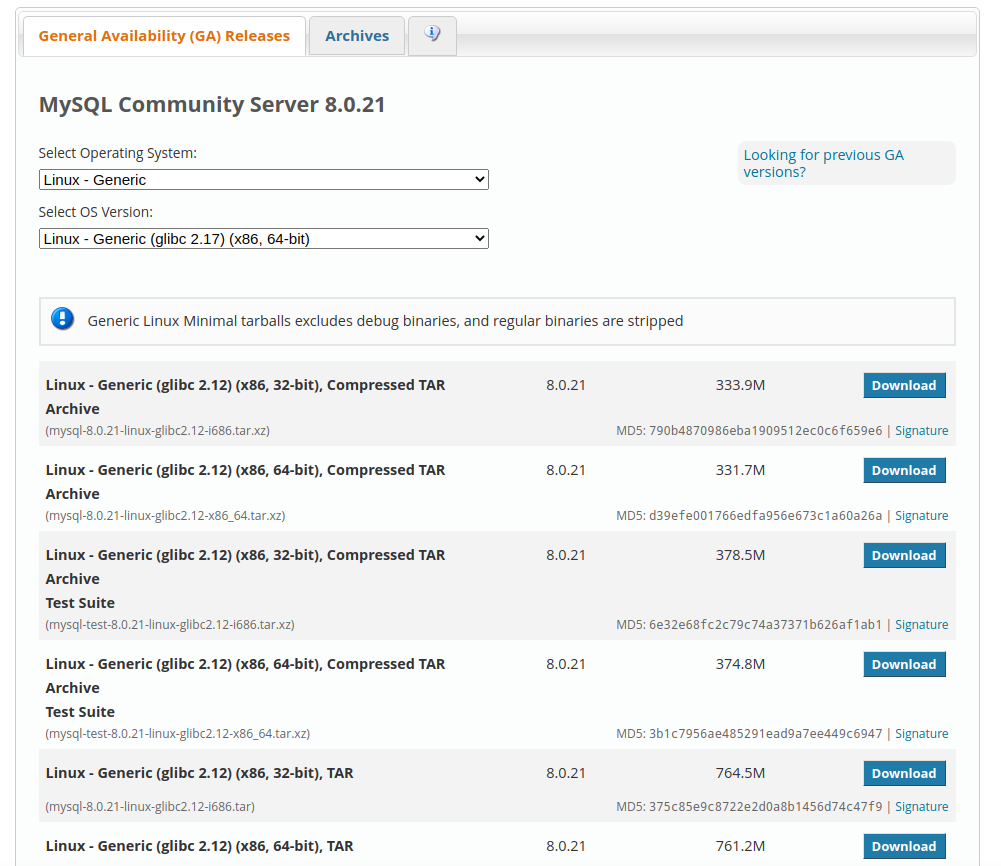 General Availability (GA) Releases
Archives
MySQL Community Server 8.0.21
Select Operating System:
Linux - Generic
Looking for previous GA
versions?
Select OS Version:
Linux - Generic (glibc 2.17) (x86, 64-bit)
Generic Linux Minimal tarballs excludes debug binaries, and regular binaries are stripped
Linux - Generic (glibc 2.12) (x86, 32-bit), Compressed TAR 8.0.21 333.9M Download
Archive
(mysql-8.0.21-linux-glibc2.12-i686.tar.xz) MD5: 790b4870986eba1909512ec0c6f659e6 | Signature
Linux - Generic (glibc 2.12) (x86, 64-bit), Compressed TAR 8.0.21 331.7M Download
Archive
(mysql-8.0.21-linux-glibc2.12-x86_64.tar.xz) MD5: d39efe001766edfa956e673c1a60a26a | Signature
Linux - Generic (glibc 2.12) (x86, 32-bit), Compressed TAR 8.0.21 378.5M Download
Archive
Test Suite
(mysql-test-8.0.21-linux-glibc2.12-i686.tar.xz) MD5: 6e32e68fc2c79c74a37371b626af1ab1 | Signature
Linux - Generic (glibc 2.12) (x86, 64-bit), Compressed TAR 8.0.21 374.8M Download
Archive
Test Suite
(mysql-test-8.0.21-linux-glibc2.12-x86_64.tar.xz) MD5: 3b1c7956ae485291ead9a7ee449c6947 | Signature
Linux - Generic (glibc 2.12) (x86, 32-bit), TAR 8.0.21 764.5M Download
(mysql-8.0.21-linux-glibc2.12-i686.tar) MD5: 375c85e9c8722e2d0a8b1456d74c47f9 | Signature
Linux - Generic (glibc 2.12) (x86, 64-bit), TAR 8.0.21 761.2M Download